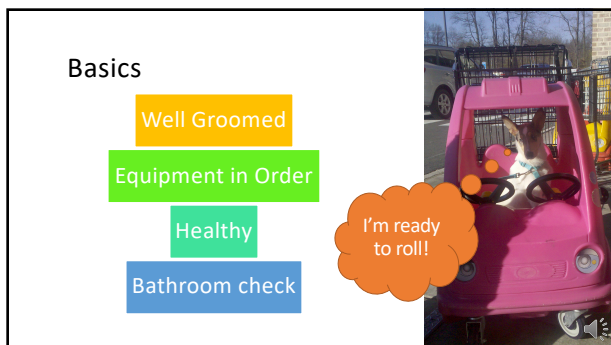 Basics
Well Groomed
Equipment in Order
Healthy
Bathroom check
I'm ready
to roll!